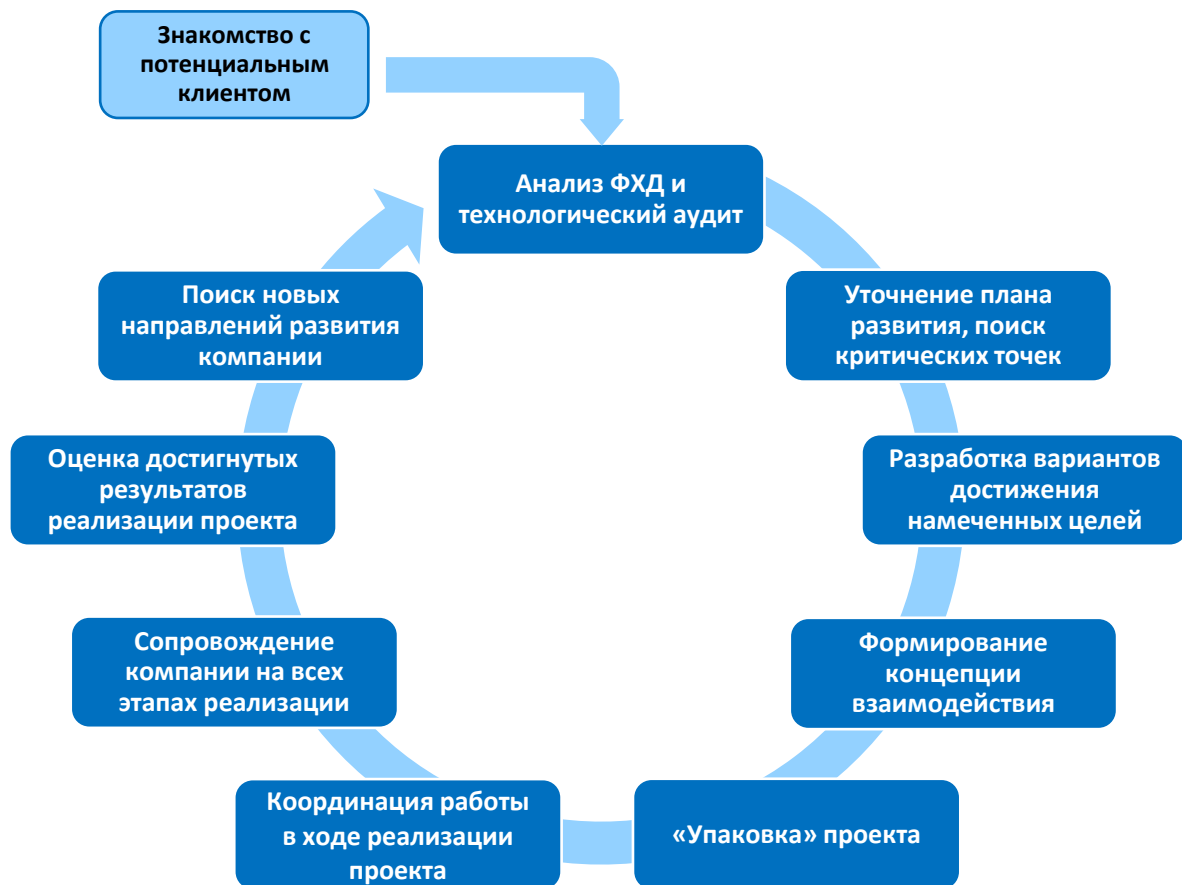 Знакомство с
потенциальным
клиентом
Анализ ФХД и
технологический аудит
Уточнение плана
развития, поиск
критических точек
Разработка вариантов
достижения
намеченных целей
Формирование
концепции
взаимодействия
«Упаковка» проекта
Координация работы
в ходе реализации
проекта
Сопровождение
компании на всех
этапах реализации
Оценка достигнутых
результатов
реализации проекта
Поиск новых
направлений развития
компании